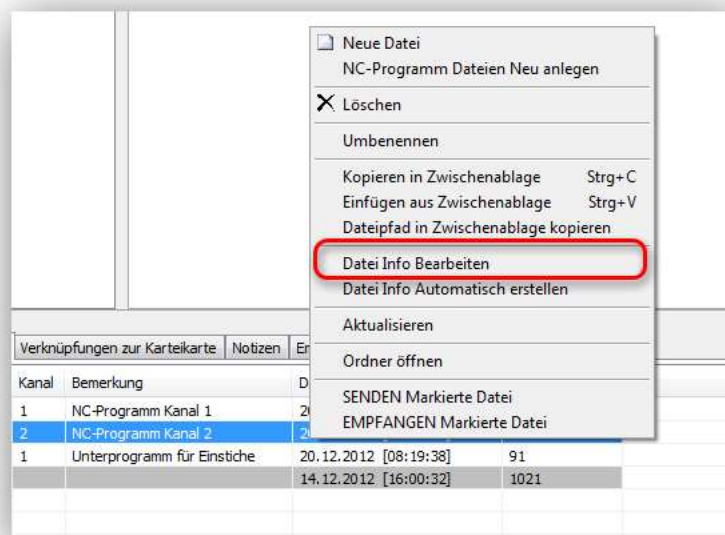 Neue Datei
NC-Programm Dateien Neu anlegen
Löschen
Umbenennen
Kopieren in Zwischenablage Strg+C
Einfügen aus Zwischenablage Strg+V
Dateipfad in Zwischenablage kopieren
Datei Info Bearbeiten
Datei Info Automatisch erstellen
Aktualisieren
Ordner öffnen
SENDEN Markierte Datei
EMPFANGEN Markierte Datei
Verknüpfungen zur Karteikarte Notizen
Kanal Bemerkung
1 NC-Programm Kanal 1
2 NC-Programm Kanal 2
1 Unterprogramm für Einstiche 20.12.2012 [08:19:38] 91
14.12.2012 [16:00:32] 1021